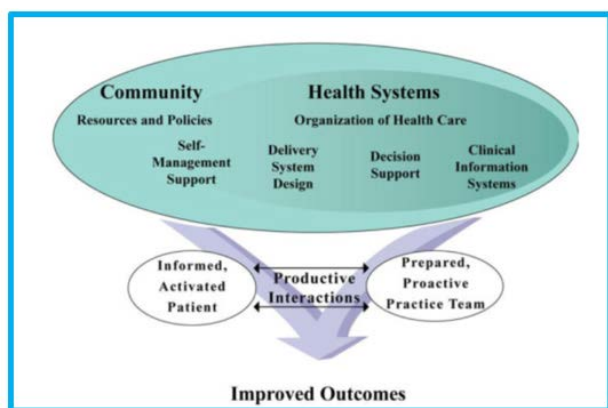 Community
Health Systems
Resources and Policies
Organization of Health Care
Self-
Management
Support
Delivery
System
Design
Decision
Support
Clinical
Information
Systems
Informed,
Activated
Patient
Productive
Interactions
Prepared,
Proactive
Practice Team
Improved Outcomes